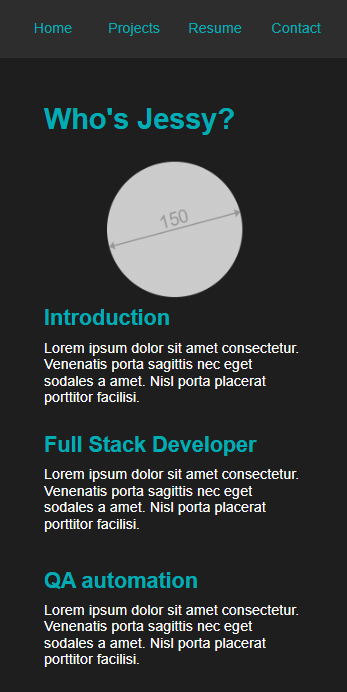 Home Projects Resume Contact
Who's Jessy?
150
Introduction
Lorem ipsum dolor sit amet consectetur.
Venenatis porta sagittis nec eget
sodales a amet. Nisl porta placerat
porttitor facilisi.
Full Stack Developer
Lorem ipsum dolor sit amet consectetur.
Venenatis porta sagittis nec eget
sodales a amet. Nisl porta placerat
porttitor facilisi.
QA automation
Lorem ipsum dolor sit amet consectetur.
Venenatis porta sagittis nec eget
sodales a amet. Nisl porta placerat
porttitor facilisi.